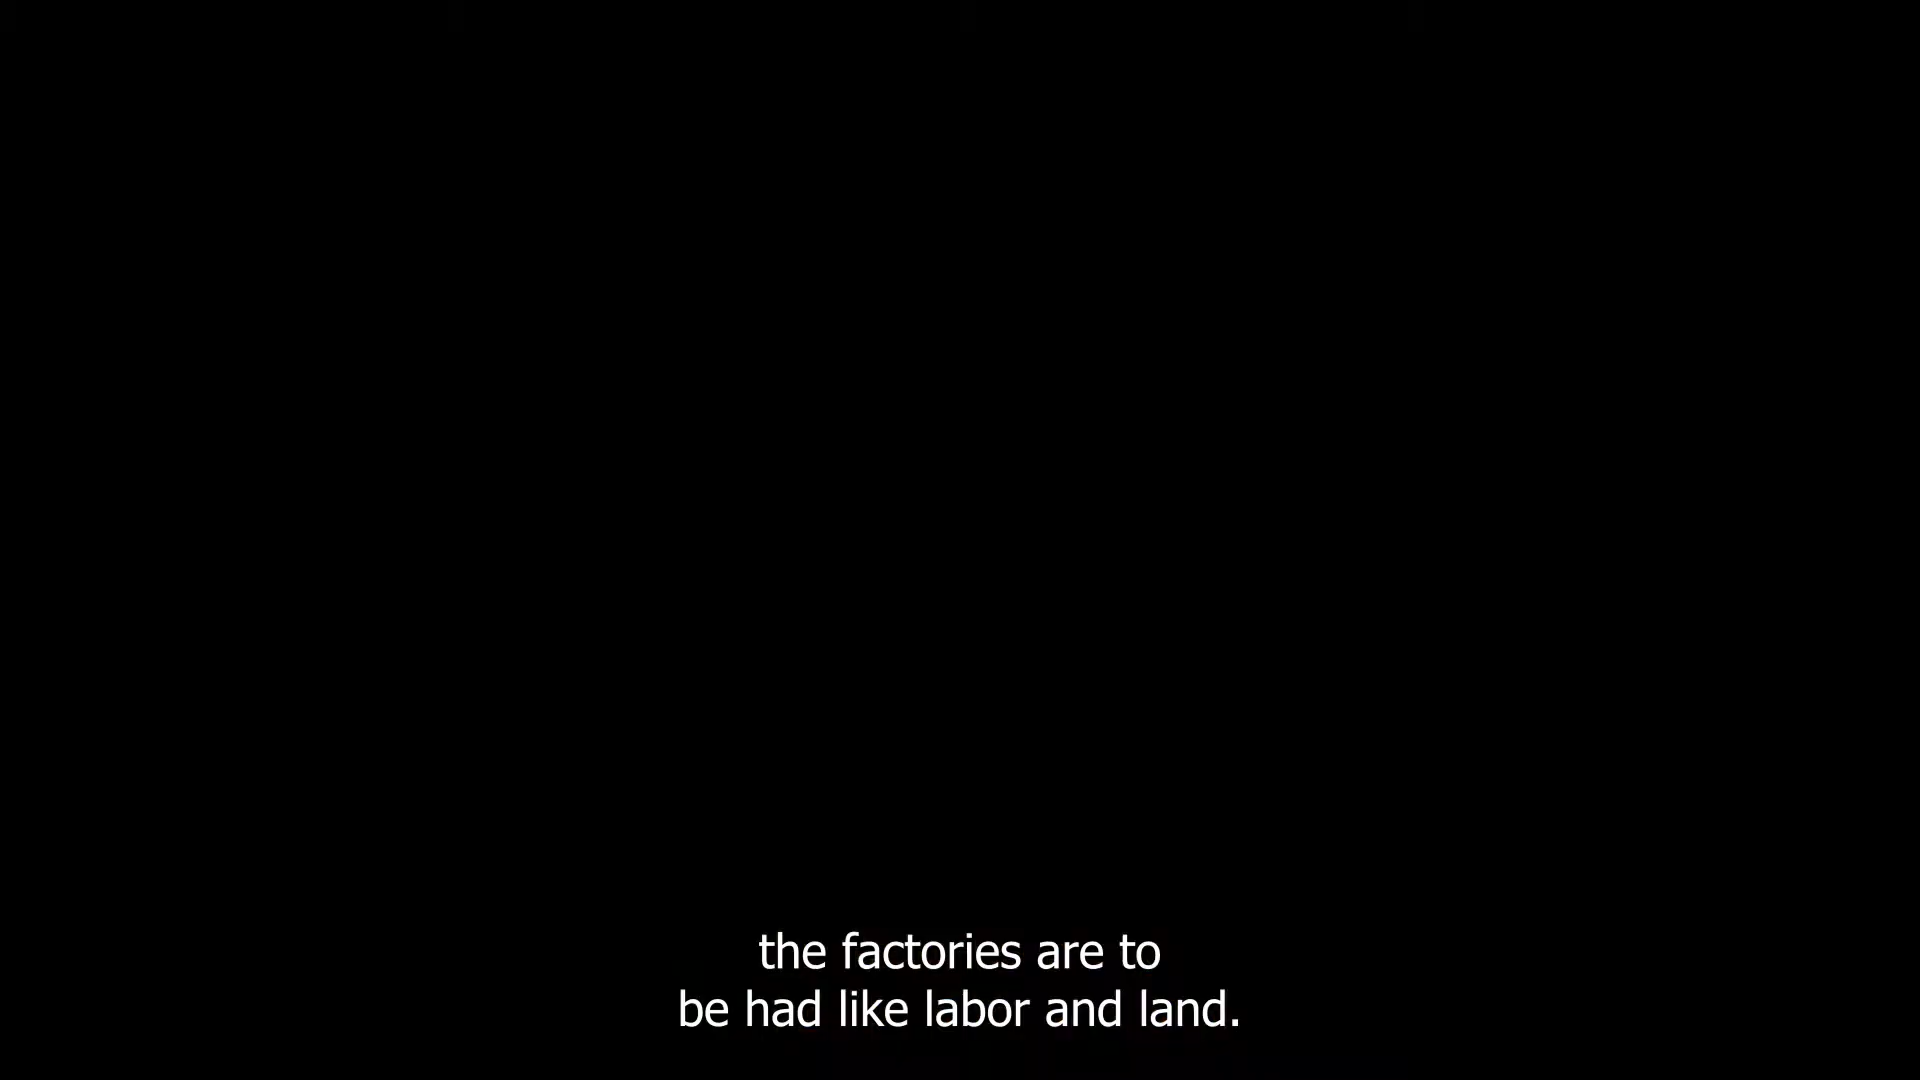 the factories are to
be had like labor and land.